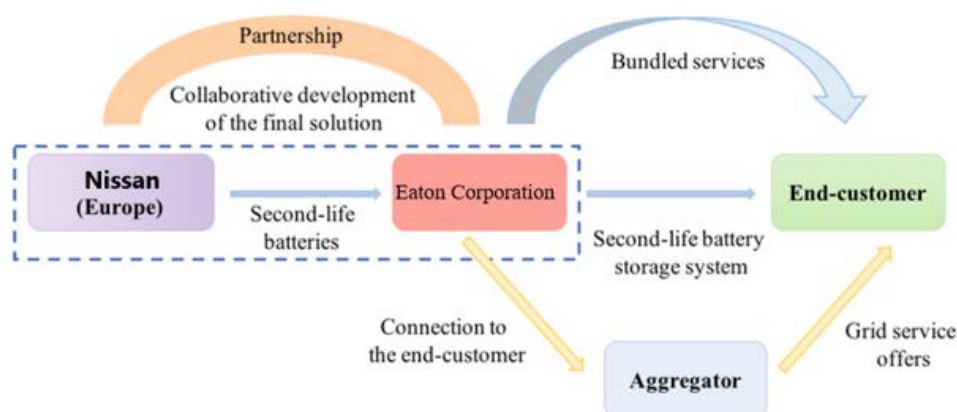 Partnership
Collaborative development
of the final solution
Bundled services
Nissan
(Europe)
Second-life
batteries
Eaton Corporation
Second-life battery
storage system
End-customer
Connection to
the end-customer
Aggregator
Grid service
offers